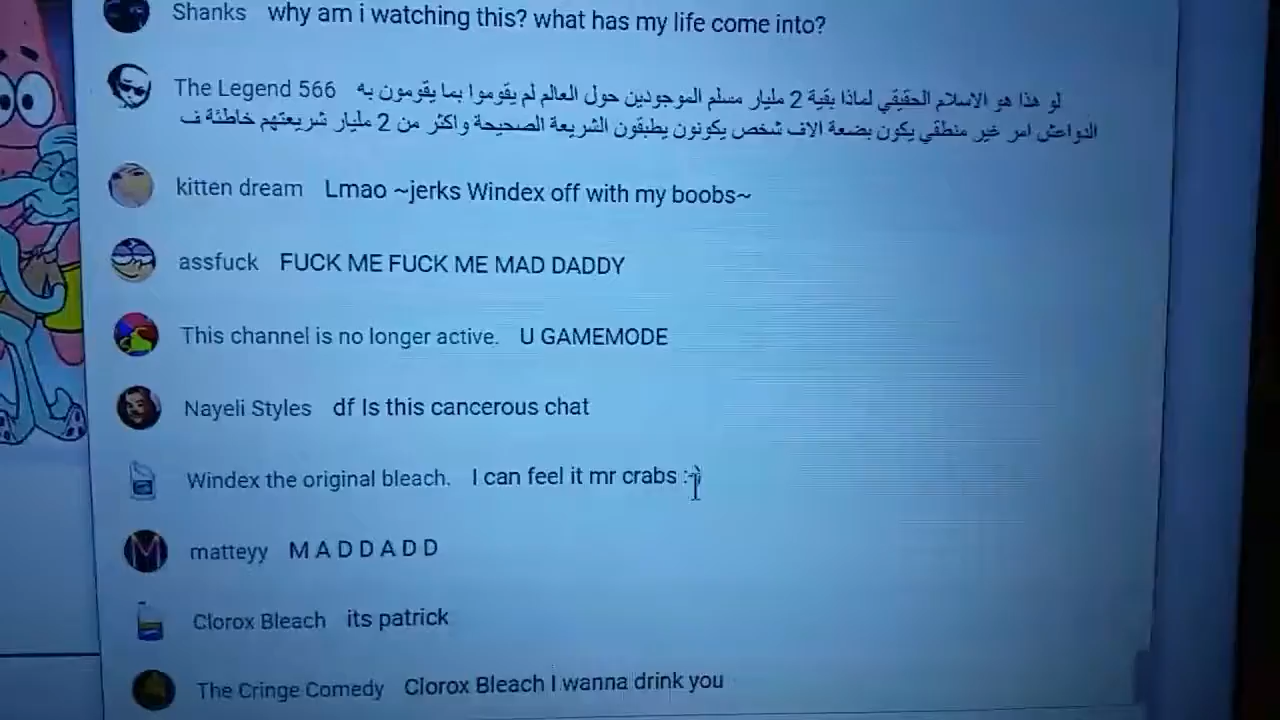 Shanks why am i watching this? what has my life come into?
The Legend 566 لو هذا هو الاسلام الحقيقي لماذا بقية 2 مليار مسلم الموجودين حول العالم لم يقوموا بما يقومون به
الدواعش امر غير منطقي يكون بضعة الاف شخص يكونون يطبقون الشريعة الصحيحة واكثر من 2 مليار شريعتهم خاطئة ف
kitten dream Lmao ~jerks Windex off with my boobs~
assfuck FUCK ME FUCK ME MAD DADDY
This channel is no longer active. U GAMEMODE
Nayeli Styles df Is this cancerous chat
Windex the original bleach. I can feel it mr crabs :-)
matteyy M A D D A D D
Clorox Bleach its patrick
The Cringe Comedy Clorox Bleach I wanna drink you